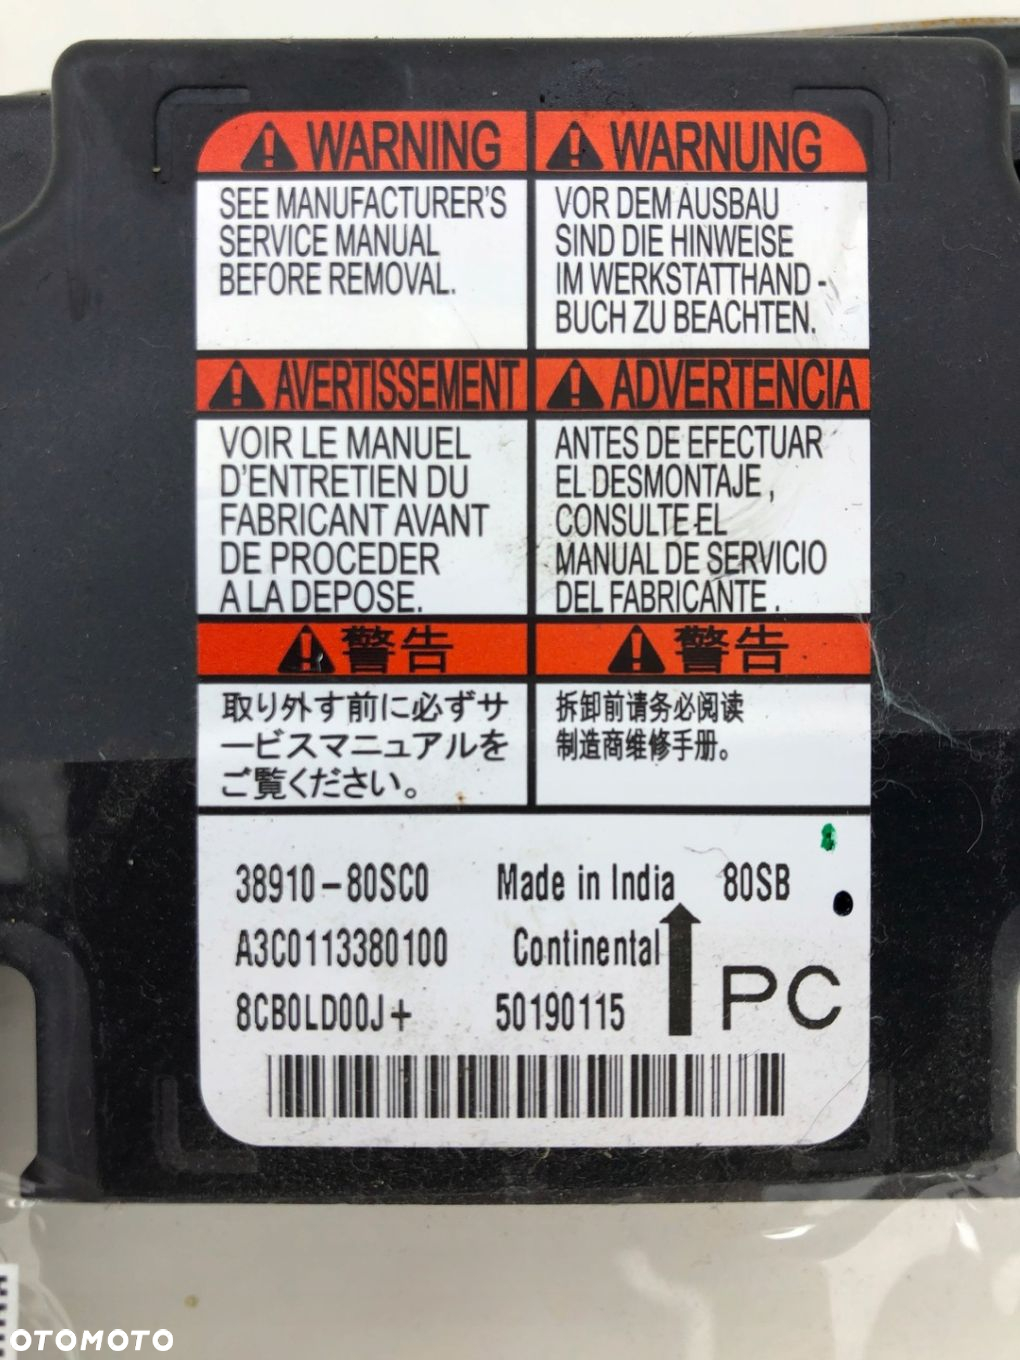 WARNING
SEE MANUFACTURER'S
SERVICE MANUAL
BEFORE REMOVAL.
WARNUNG
VOR DEM AUSBAU
SIND DIE HINWEISE
IM WERKSTATTHAND-
BUCH ZU BEACHTEN.
AVERTISSEMENT
VOIR LE MANUEL
D'ENTRETIEN DU
FABRICANT AVANT
DE PROCEDER
A LA DEPOSE.
ADVERTENCIA
ANTES DE EFECTUAR
EL DESMONTAJE,
CONSULTE EL
MANUAL DE SERVICIO
DEL FABRICANTE.
警告
取り外す前に必ずサ
ービスマニュアルを
ご覧ください。
警告
拆卸前请务必阅读
制造商维修手册。
38910-80SC0 Made in India 80SB
A3C0113380100 Continental
8CB0LD00J+ 50190115 PC
OTOMOTO